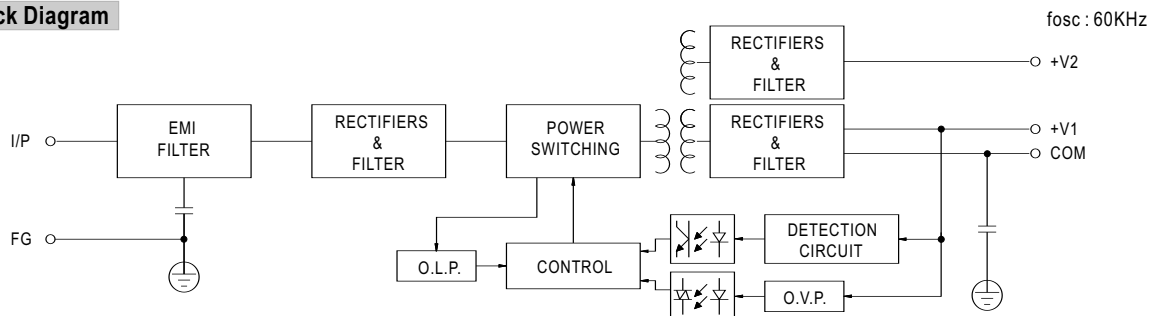 ck Diagram
fosc : 60KHz
RECTIFIERS
&
FILTER
+V2
I/P
EMI
FILTER
RECTIFIERS
&
FILTER
POWER
SWITCHING
RECTIFIERS
&
FILTER
+V1
COM
FG
O.L.P.
CONTROL
DETECTION
CIRCUIT
O.V.P.